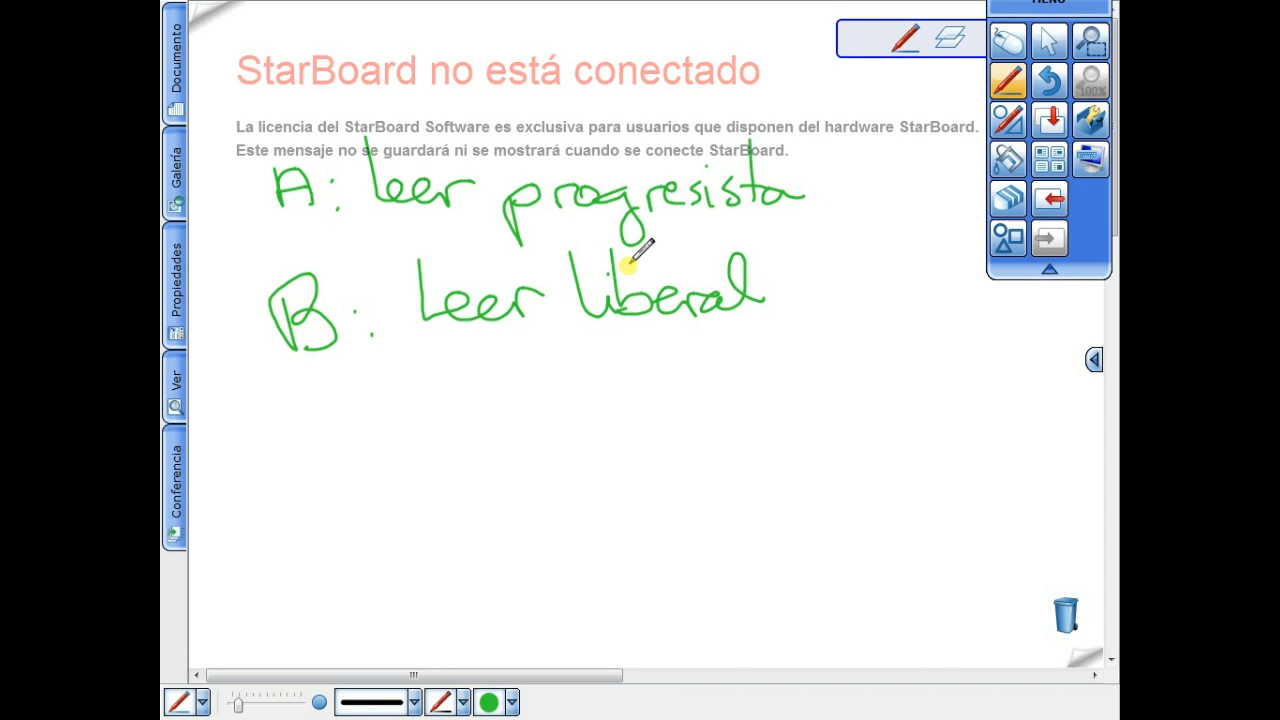 MENU
Documento
Galería
Propiedades
Ver
Conferencia
StarBoard no está conectado
La licencia del StarBoard Software es exclusiva para usuarios que disponen del hardware StarBoard.
Este mensaje no se guardará ni se mostrará cuando se conecte StarBoard.
A: Leer progresista
B: Leer liberal
100%